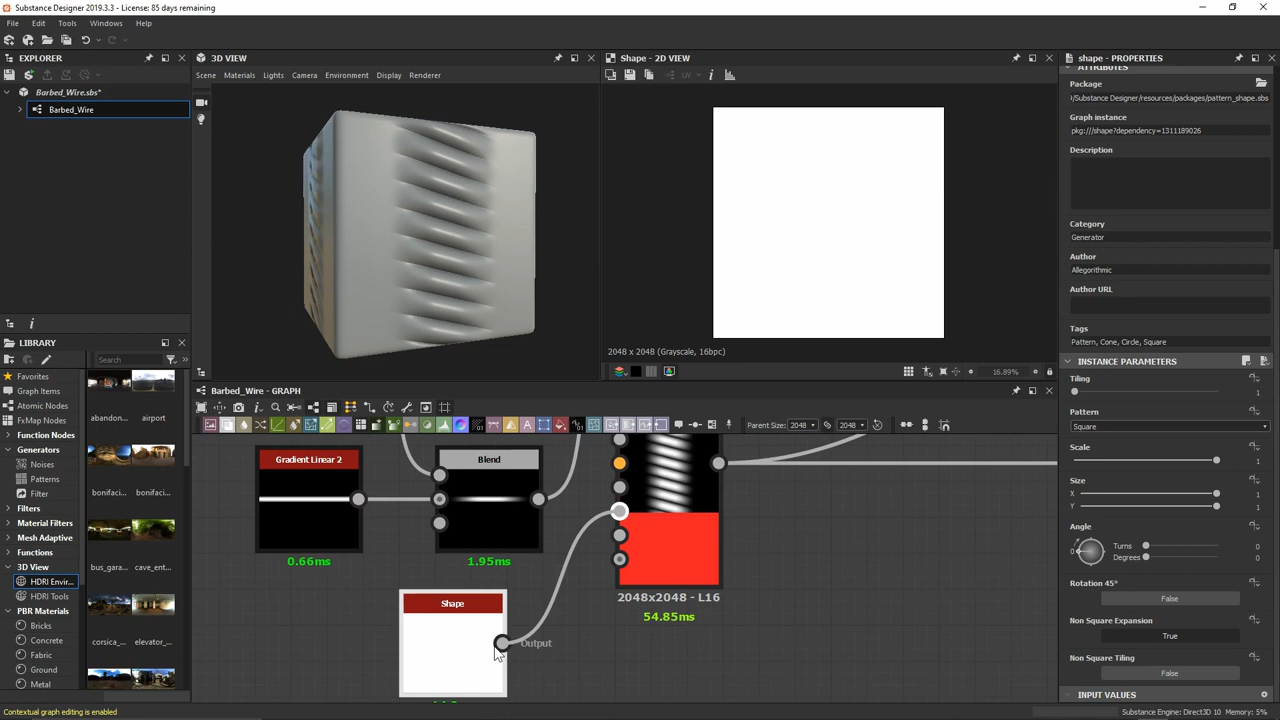 Substance Designer 2019.3.3 - License: 85 days remaining
File Edit Tools Windows Help
EXPLORER
Barbed_Wire.sbs*
Barbed_Wire
3D VIEW
Scene Materials Lights Camera Environment Display Renderer
Shape - 2D VIEW
UV
2048 x 2048 (Grayscale, 16bpc)
16.89%
shape - PROPERTIES
ATTRIBUTES
Package
)/Substance Designer/resources/packages/pattern_shape.sbs
Graph instance
pkg:///shape?dependency=1311189026
Description
Category
Generator
Author
Allegorithmic
Author URL
Tags
Pattern, Cone, Circle, Square
INSTANCE PARAMETERS
Tiling
1
Pattern
Square
Scale
1
Size
X 1
Y 1
Angle
0 Turns 0
Degrees 0
Rotation 45°
False
Non Square Expansion
True
Non Square Tiling
False
INPUT VALUES
LIBRARY
Search
Favorites
Graph Items
Atomic Nodes
FxMap Nodes
Function Nodes
Generators
Noises
Patterns
Filter
Filters
Material Filters
Mesh Adaptive
Functions
3D View
HDRI Envir...
HDRI Tools
PBR Materials
Bricks
Concrete
Fabric
Ground
Metal
abandon... airport
bonifaci... bonifaci...
bus_gara... cave_ent...
corsica_... elevator_...
Barbed_Wire - GRAPH
Parent Size: 2048 2048
Gradient Linear 2
0.66ms
Blend
1.95ms
Shape
Output
2048x2048 - L16
54.85ms
Contextual graph editing is enabled
Substance Engine: Direct3D 10 Memory: 5%